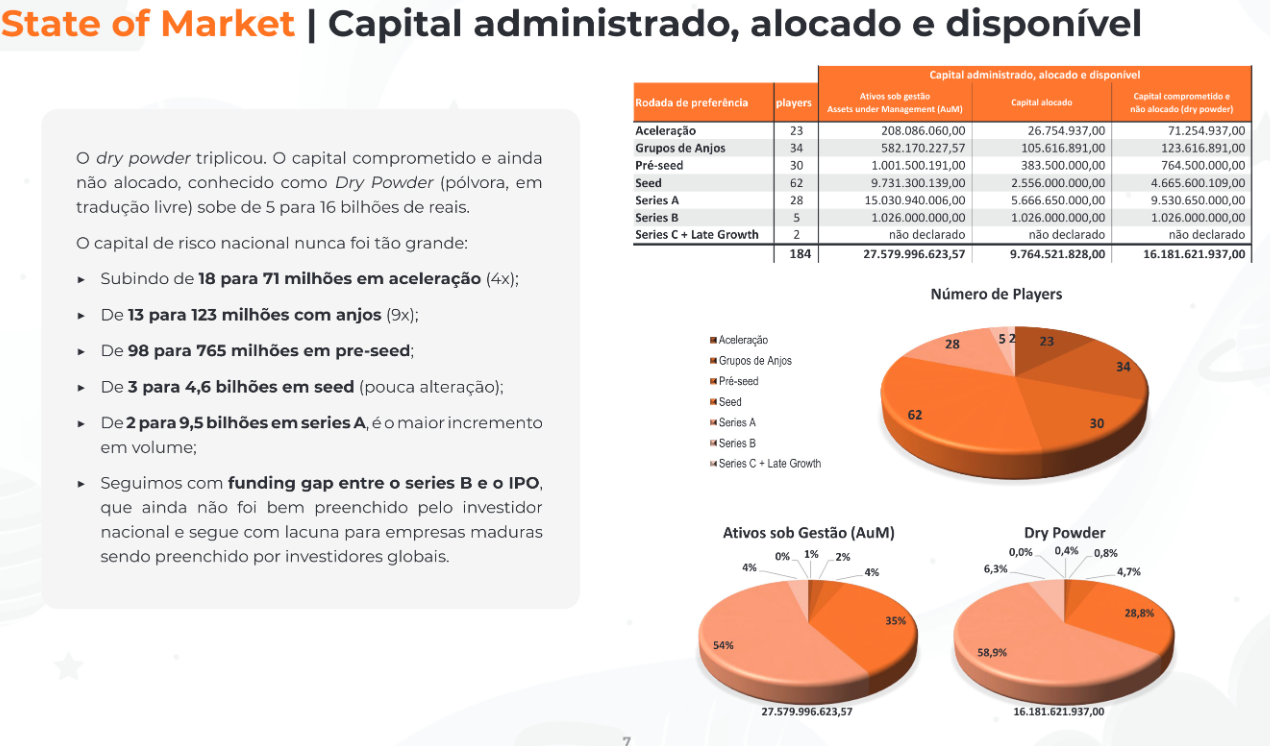 State of Market | Capital administrado, alocado e disponível
O dry powder triplicou. O capital comprometido e ainda
não alocado, conhecido como Dry Powder (pólvora, em
tradução livre) sobe de 5 para 16 bilhões de reais.
O capital de risco nacional nunca foi tão grande:
► Subindo de 18 para 71 milhões em aceleração (4x);
► De 13 para 123 milhões com anjos (9x);
► De 98 para 765 milhões em pre-seed;
► De 3 para 4,6 bilhões em seed (pouca alteração);
► De 2 para 9,5 bilhões em series A, é o maior incremento
em volume;
► Seguimos com funding gap entre o series B e o IPO,
que ainda não foi bem preenchido pelo investidor
nacional e segue com lacuna para empresas maduras
sendo preenchido por investidores globais.
Capital administrado, alocado e disponível
Rodada de preferência players Ativos sob gestão Assets under Management (AuM) Capital alocado Capital comprometido e não alocado (dry powder)
Aceleração 23 208.086.060,00 26.754.937,00 71.254.937,00
Grupos de Anjos 34 582.170.227,57 105.616.891,00 123.616.891,00
Pré-seed 30 1.001.500.191,00 383.500.000,00 764.500.000,00
Seed 62 9.731.300.139,00 2.556.000.000,00 4.665.600.109,00
Series A 28 15.030.940.006,00 5.666.650.000,00 9.530.650.000,00
Series B 5 1.026.000.000,00 1.026.000.000,00 1.026.000.000,00
Series C + Late Growth 2 não declarado não declarado não declarado
184 27.579.996.623,57 9.764.521.828,00 16.181.621.937,00
Número de Players
Aceleração
Grupos de Anjos
Pré-seed
Seed
Series A
Series B
Series C + Late Growth
28 5 2 23
34
62 30
Ativos sob Gestão (AuM)
4% 0% 1% 2% 4%
35%
54%
27.579.996.623,57
Dry Powder
6,3% 0,0% 0,4% 0,8% 4,7%
28,8%
58,9%
16.181.621.937,00
7